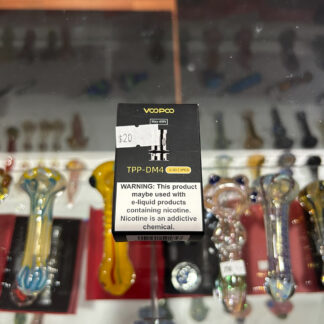 VOOPOO
$20
TPP-DM4
WARNING: This product
maybe used with
e-liquid products
containing nicotine.
Nicotine is an addictive
chemical.